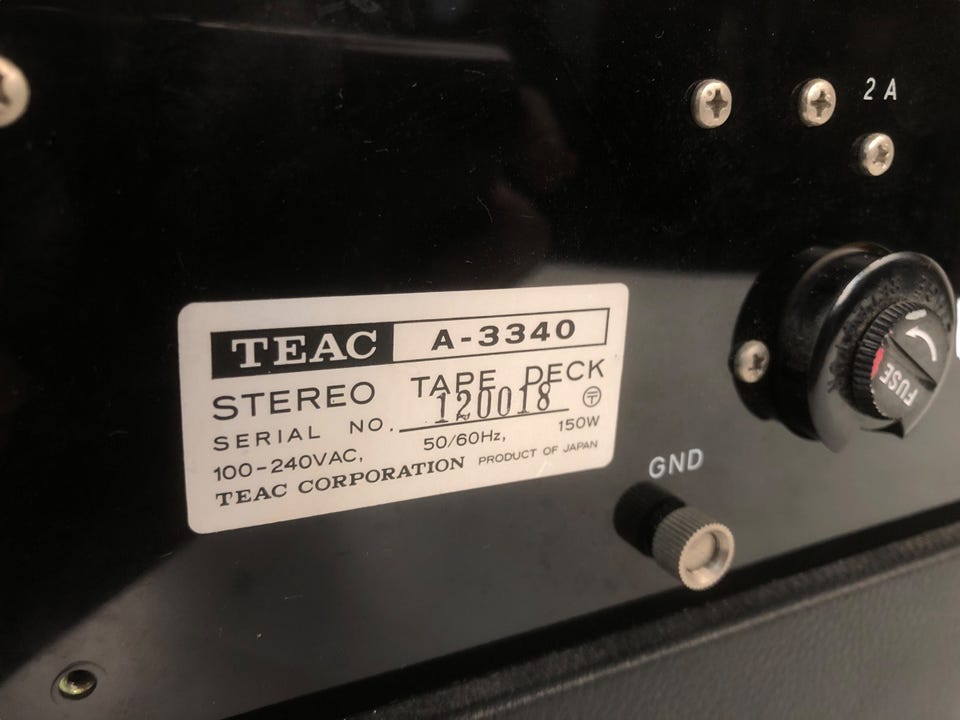 2 A
TEAC A-3340
STEREO TAPE DECK
SERIAL NO. 120018
100-240VAC, 50/60Hz, 150W
TEAC CORPORATION PRODUCT OF JAPAN
FUSE
GND